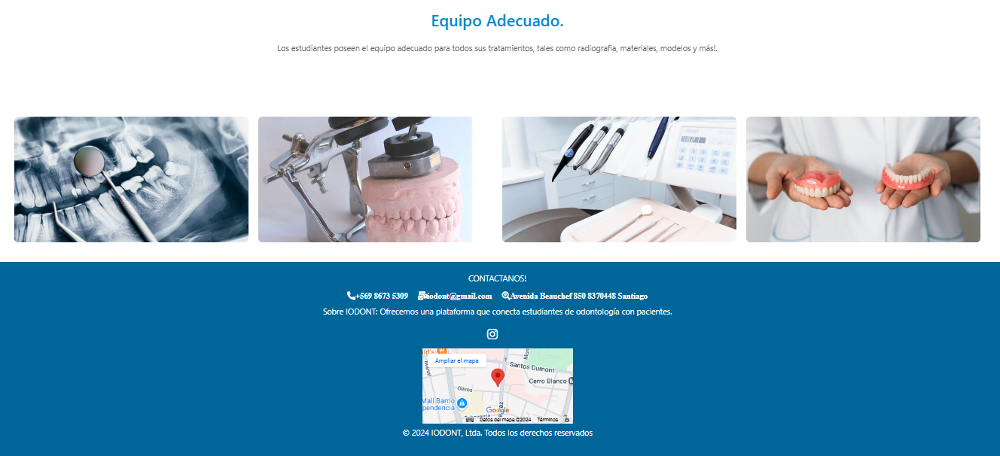 Equipo Adecuado.
Los estudiantes poseen el equipo adecuado para todos sus tratamientos, tales como radiografia, materiales, modelos y más!.
1827
CONTACTANOS!
+569 8673 5309 iodont@gmail.com Avenida Beauchef 850 8370448 Santiago
Sobre IODONT: Ofrecemos una plataforma que conecta estudiantes de odontología con pacientes.
Ampliar el mapa
Santos Dumont
Cerro Blanco
Olivos
Mall Barrio
Google
Datos del mapa ©2024 Términos
© 2024 IODONT, Ltda. Todos los derechos reservados